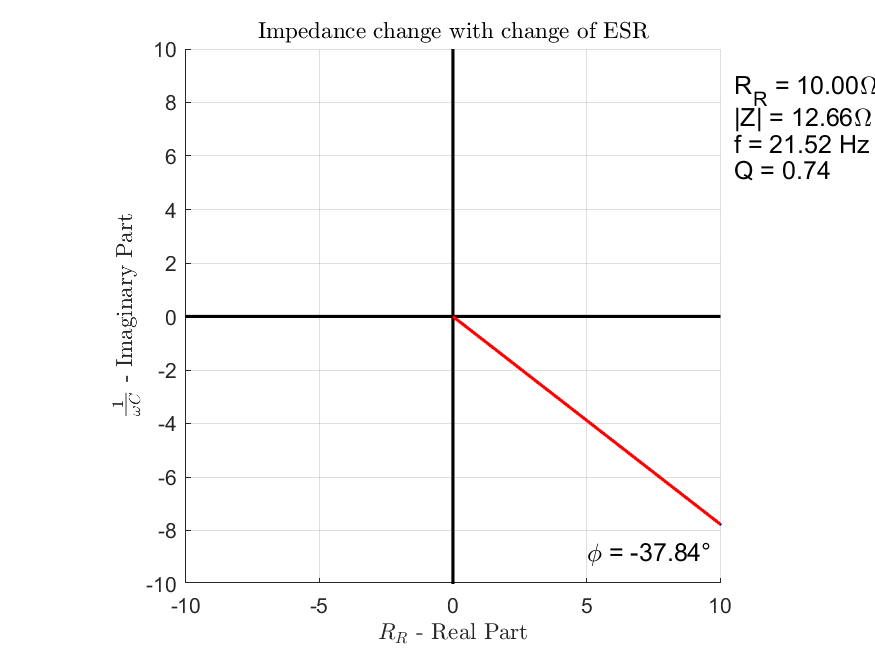 Impedance change with change of ESR
10
8
6
4
2
0
-2
-4
-6
-8
-10
-10
-5
0
5
10
1/ωC - Imaginary Part
R_R - Real Part
R_R = 10.00Ω
|Z| = 12.66Ω
f = 21.52 Hz
Q = 0.74
ϕ = -37.84°